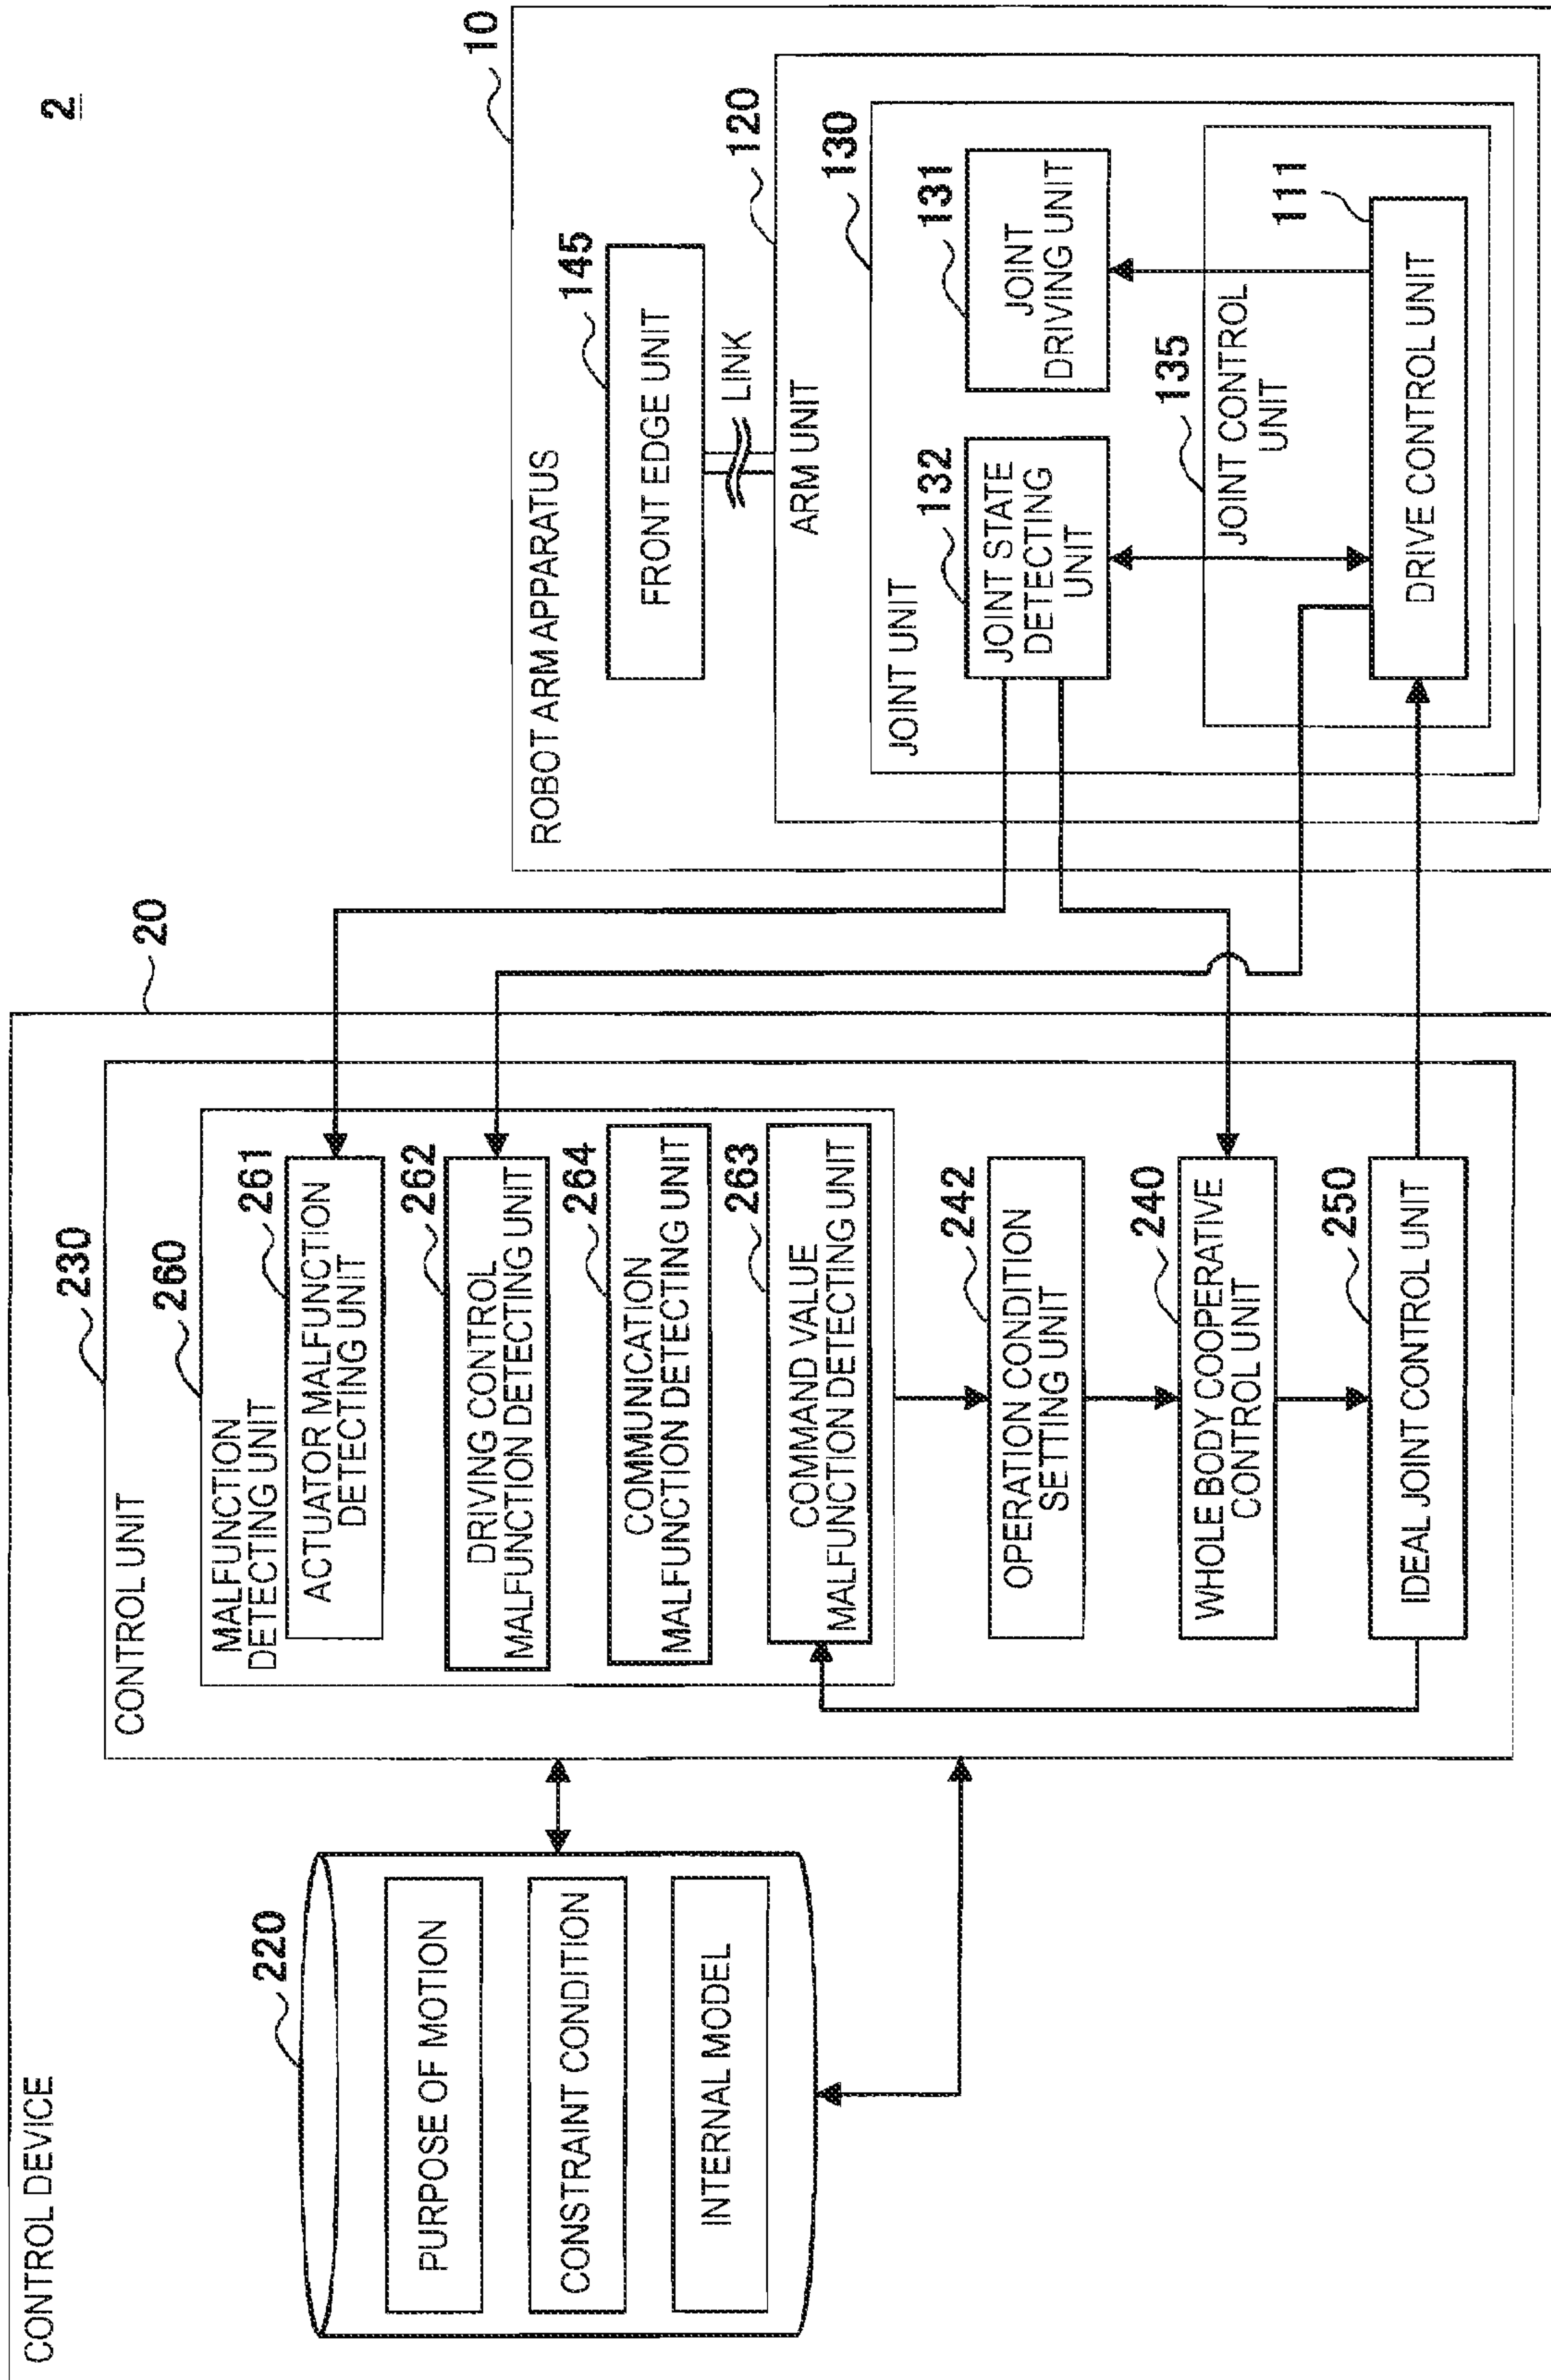 2
CONTROL DEVICE
20
220
PURPOSE OF MOTION
CONSTRAINT CONDITION
INTERNAL MODEL
230
CONTROL UNIT
260
MALFUNCTION
DETECTING UNIT
261
ACTUATOR MALFUNCTION
DETECTING UNIT
262
DRIVING CONTROL
MALFUNCTION DETECTING UNIT
264
COMMUNICATION
MALFUNCTION DETECTING UNIT
263
COMMAND VALUE
MALFUNCTION DETECTING UNIT
242
OPERATION CONDITION
SETTING UNIT
240
WHOLE BODY COOPERATIVE
CONTROL UNIT
250
IDEAL JOINT CONTROL UNIT
10
ROBOT ARM APPARATUS
145
FRONT EDGE UNIT
LINK
120
ARM UNIT
130
JOINT UNIT
132
JOINT STATE
DETECTING
UNIT
131
JOINT
DRIVING UNIT
135
JOINT CONTROL
UNIT
111
DRIVE CONTROL UNIT